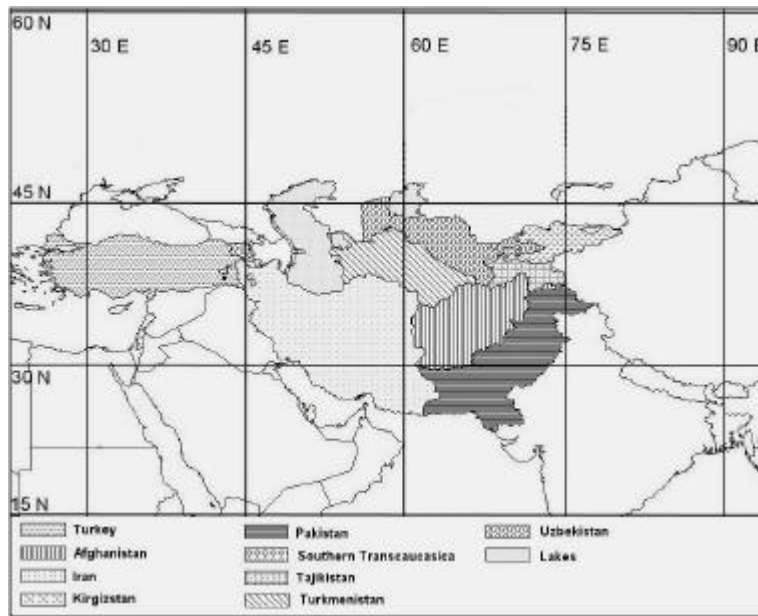 60 N
30 E 45 E 60 E 75 E 90 E
45 N
30 N
15 N
Turkey Pakistan Uzbekistan
Afghanistan Southern Transcaucasica Lakes
Iran Tajikistan
Kirgizstan Turkmenistan